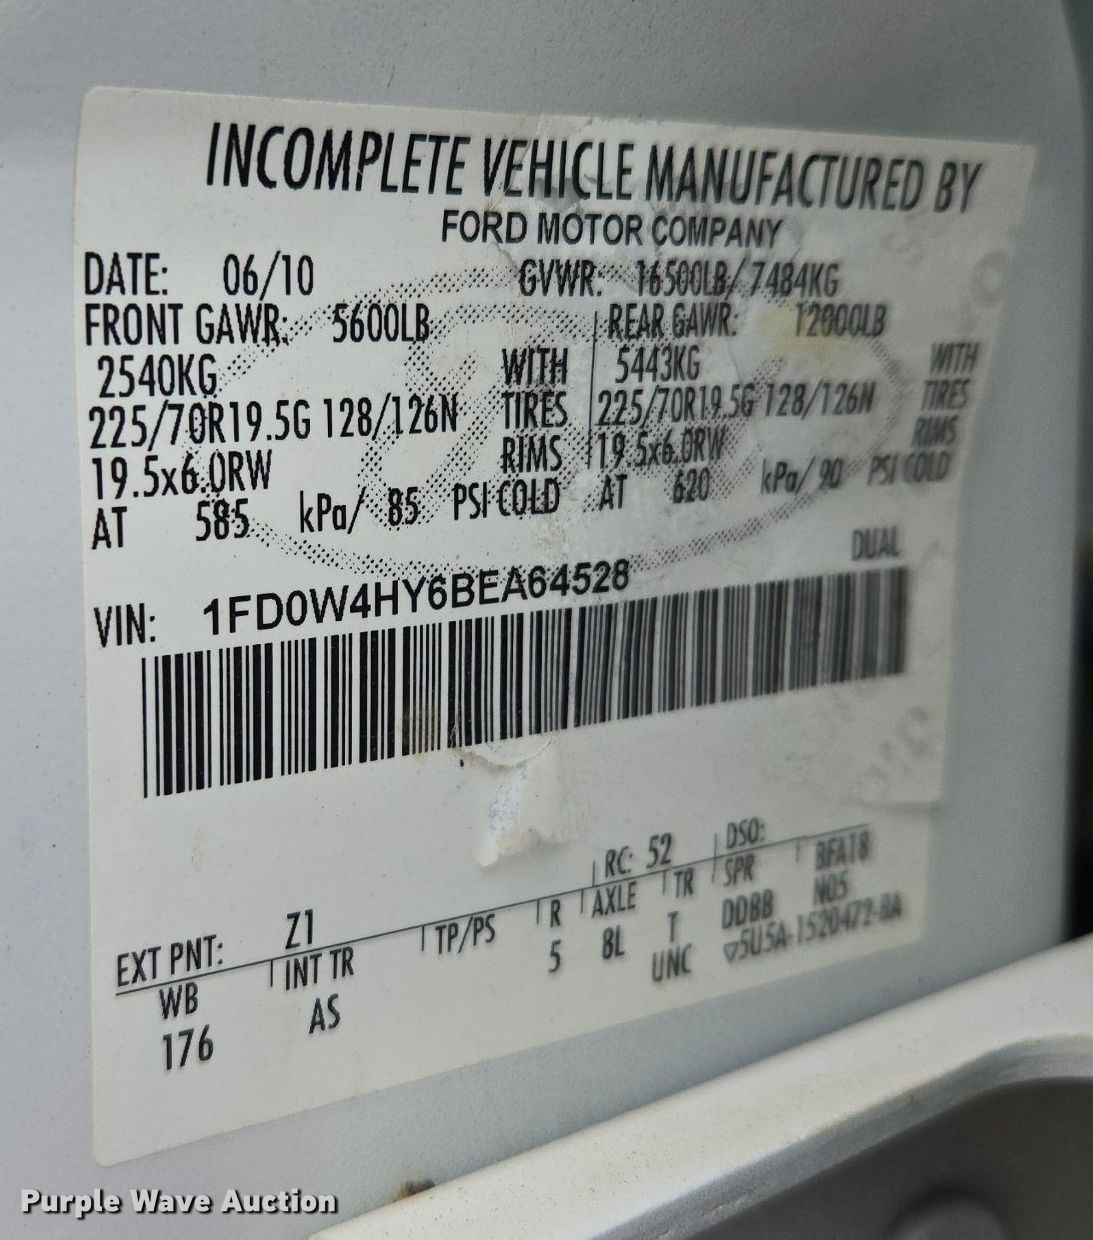 INCOMPLETE VEHICLE MANUFACTURED BY
FORD MOTOR COMPANY
DATE: 06/10 GVWR: 16500LB/ 7484KG
FRONT GAWR: 5600LB REAR GAWR: 12000LB
2540KG WITH 5443KG WITH
225/70R19.5G 128/126N TIRES 225/70R19.5G 128/126N TIRES
19.5x6.0RW RIMS 19.5x6.0RW RIMS
AT 585 kPa/ 85 PSI COLD AT 620 kPa/ 90 PSI COLD
DUAL
VIN: 1FD0W4HY6BEA64528
EXT PNT: Z1 RC: 52 DSO:
WB INT TR TP/PS R AXLE TR SPR BFA18
176 AS 5 8L T DDBB N05
UNC ▽5U5A-1520472-BA
Purple Wave Auction